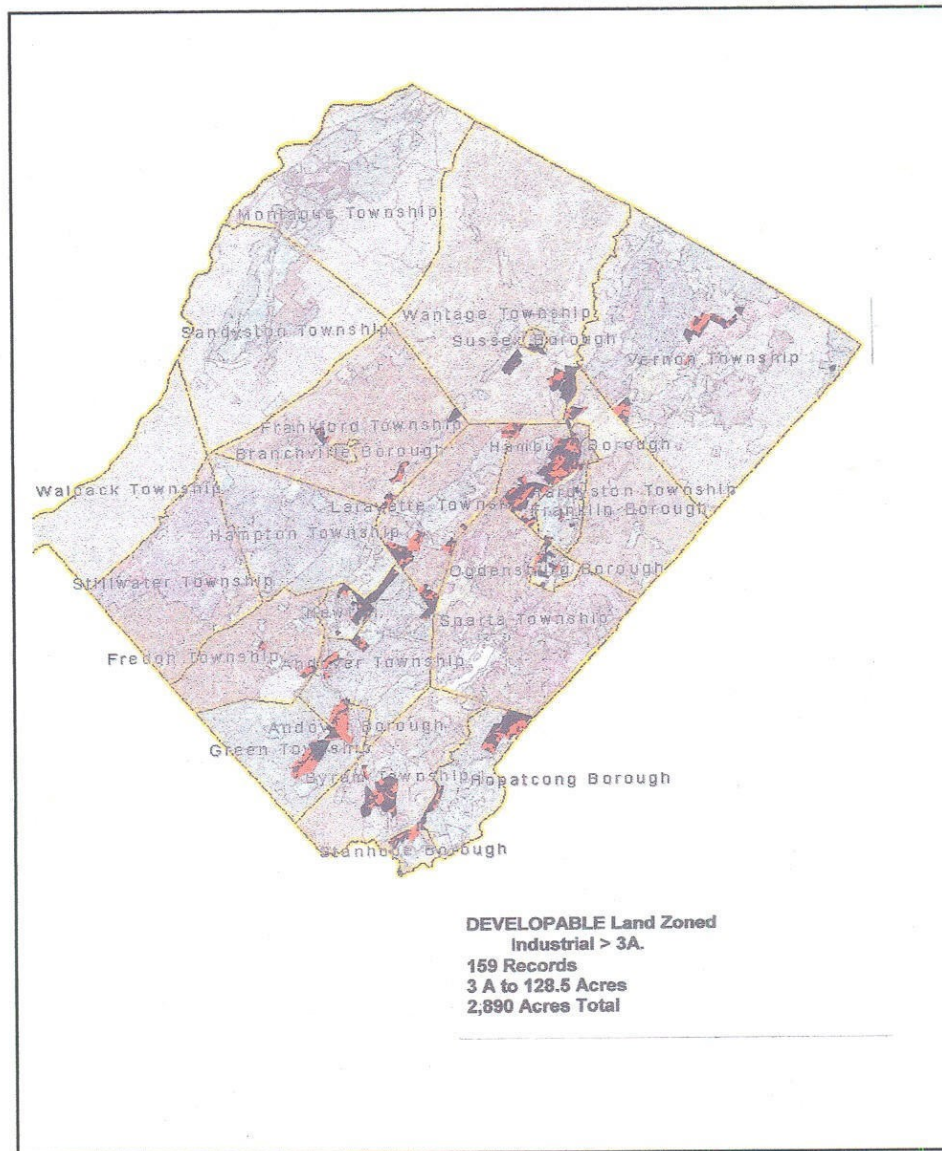 Montague Township
Wantage Township
Sandyston Township
Sussex Borough
Vernon Township
Frankford Township
Hamburg Borough
Branchville Borough
Walpack Township
Hardyston Township
Lafayette Township
Franklin Borough
Hampton Township
Ogdensburg Borough
Stillwater Township
Newton
Sparta Township
Fredon Township
Andover Township
Andover Borough
Green Township
Byram Township
Hopatcong Borough
Stanhope Borough
DEVELOPABLE Land Zoned
Industrial > 3A.
159 Records
3 A to 128.5 Acres
2,890 Acres Total